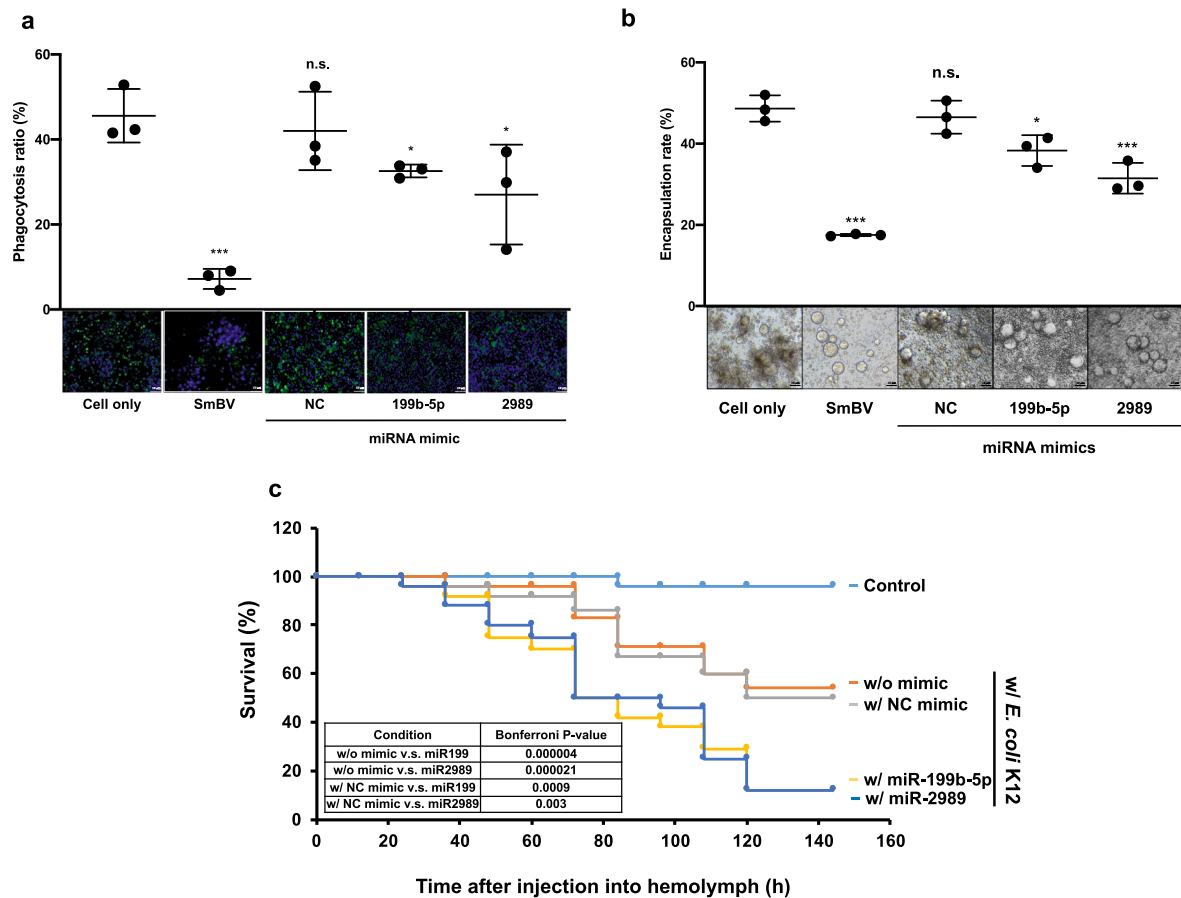 a
60
40
20
0
Phagocytosis ratio (%)
n.s.
*
*
***
Cell only
SmBV
NC
199b-5p
2989
miRNA mimic
b
60
40
20
0
Encapsulation rate (%)
n.s.
*
***
***
Cell only
SmBV
NC
199b-5p
2989
miRNA mimics
c
120
100
80
60
40
20
0
Survival (%)
Control
w/o mimic
w/ NC mimic
w/ miR-199b-5p
w/ miR-2989
w/ E. coli K12
Condition Bonferroni P-value
w/o mimic v.s. miR199 0.000004
w/o mimic v.s. miR2989 0.000021
w/ NC mimic v.s. miR199 0.0009
w/ NC mimic v.s. miR2989 0.003
0 20 40 60 80 100 120 140 160
Time after injection into hemolymph (h)